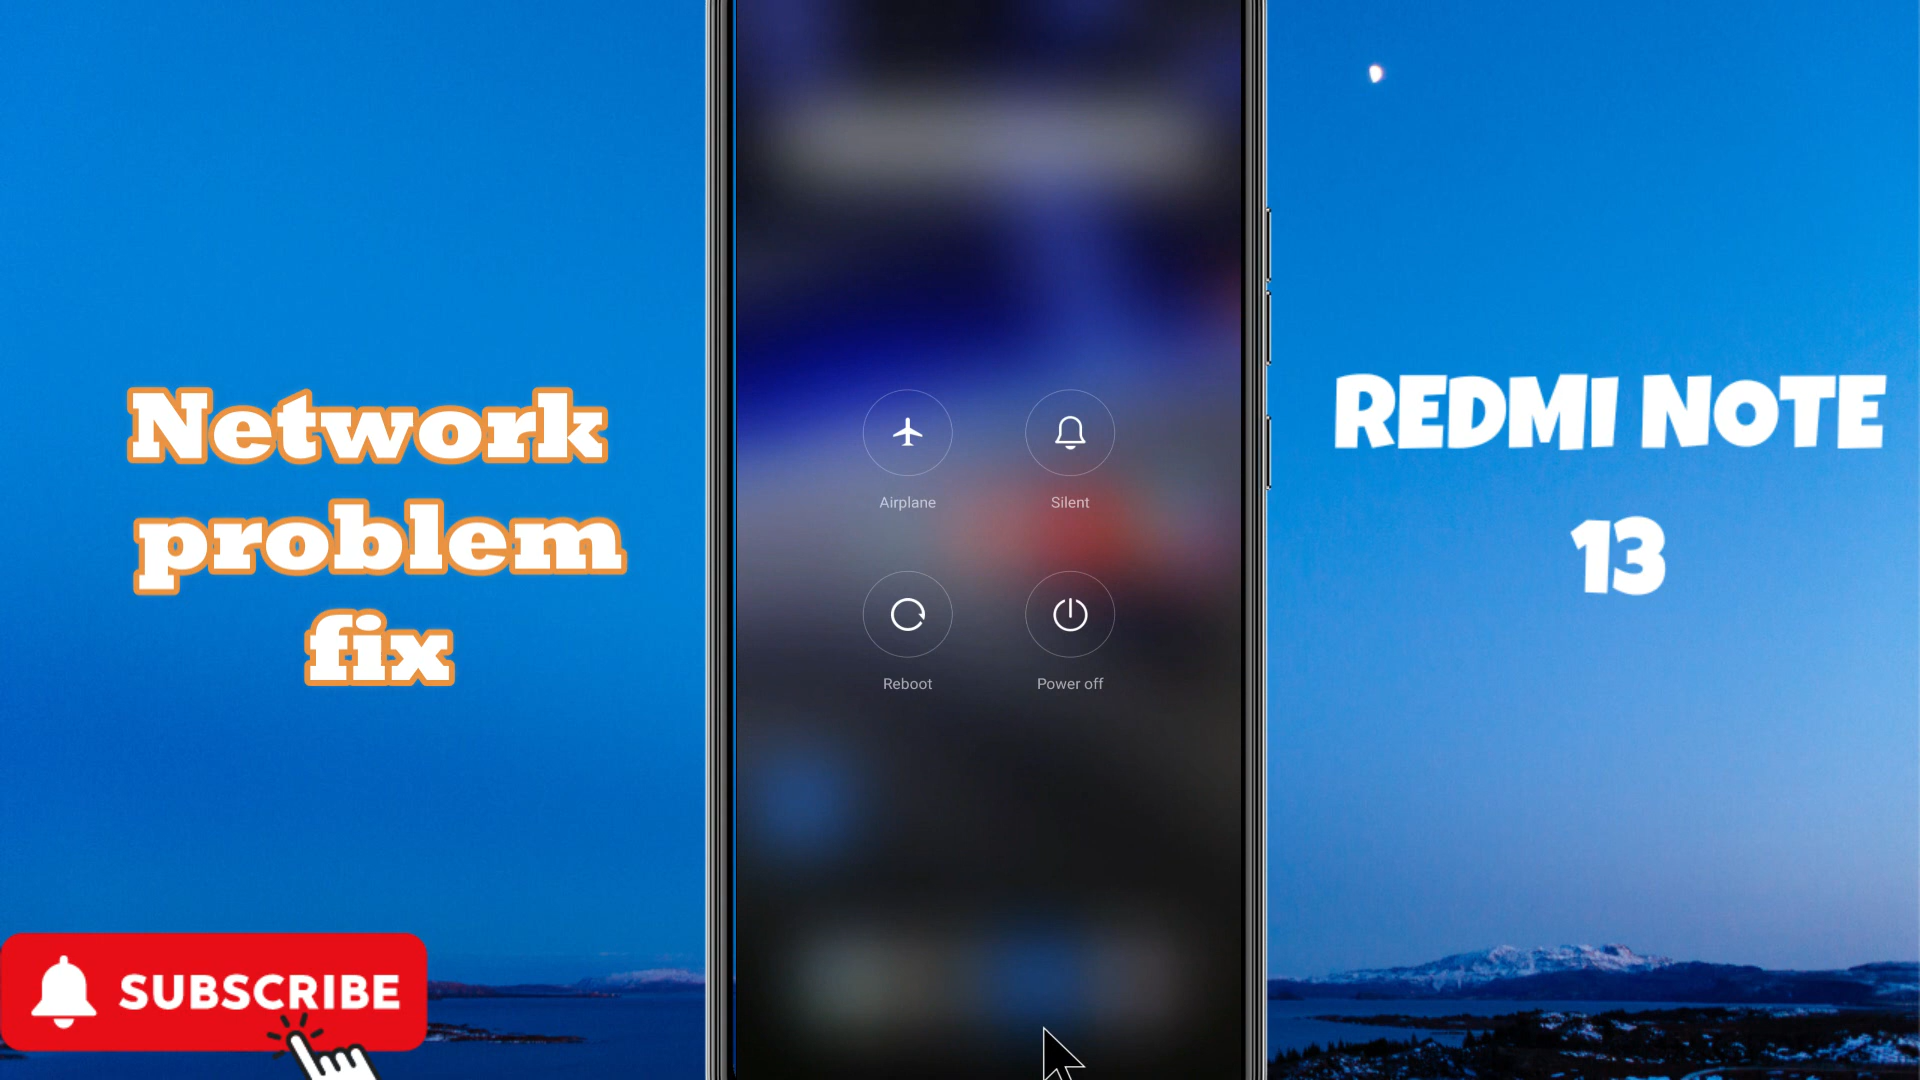 Network
problem
fix
Airplane
Silent
Reboot
Power off
REDMI NOTE
13
SUBSCRIBE